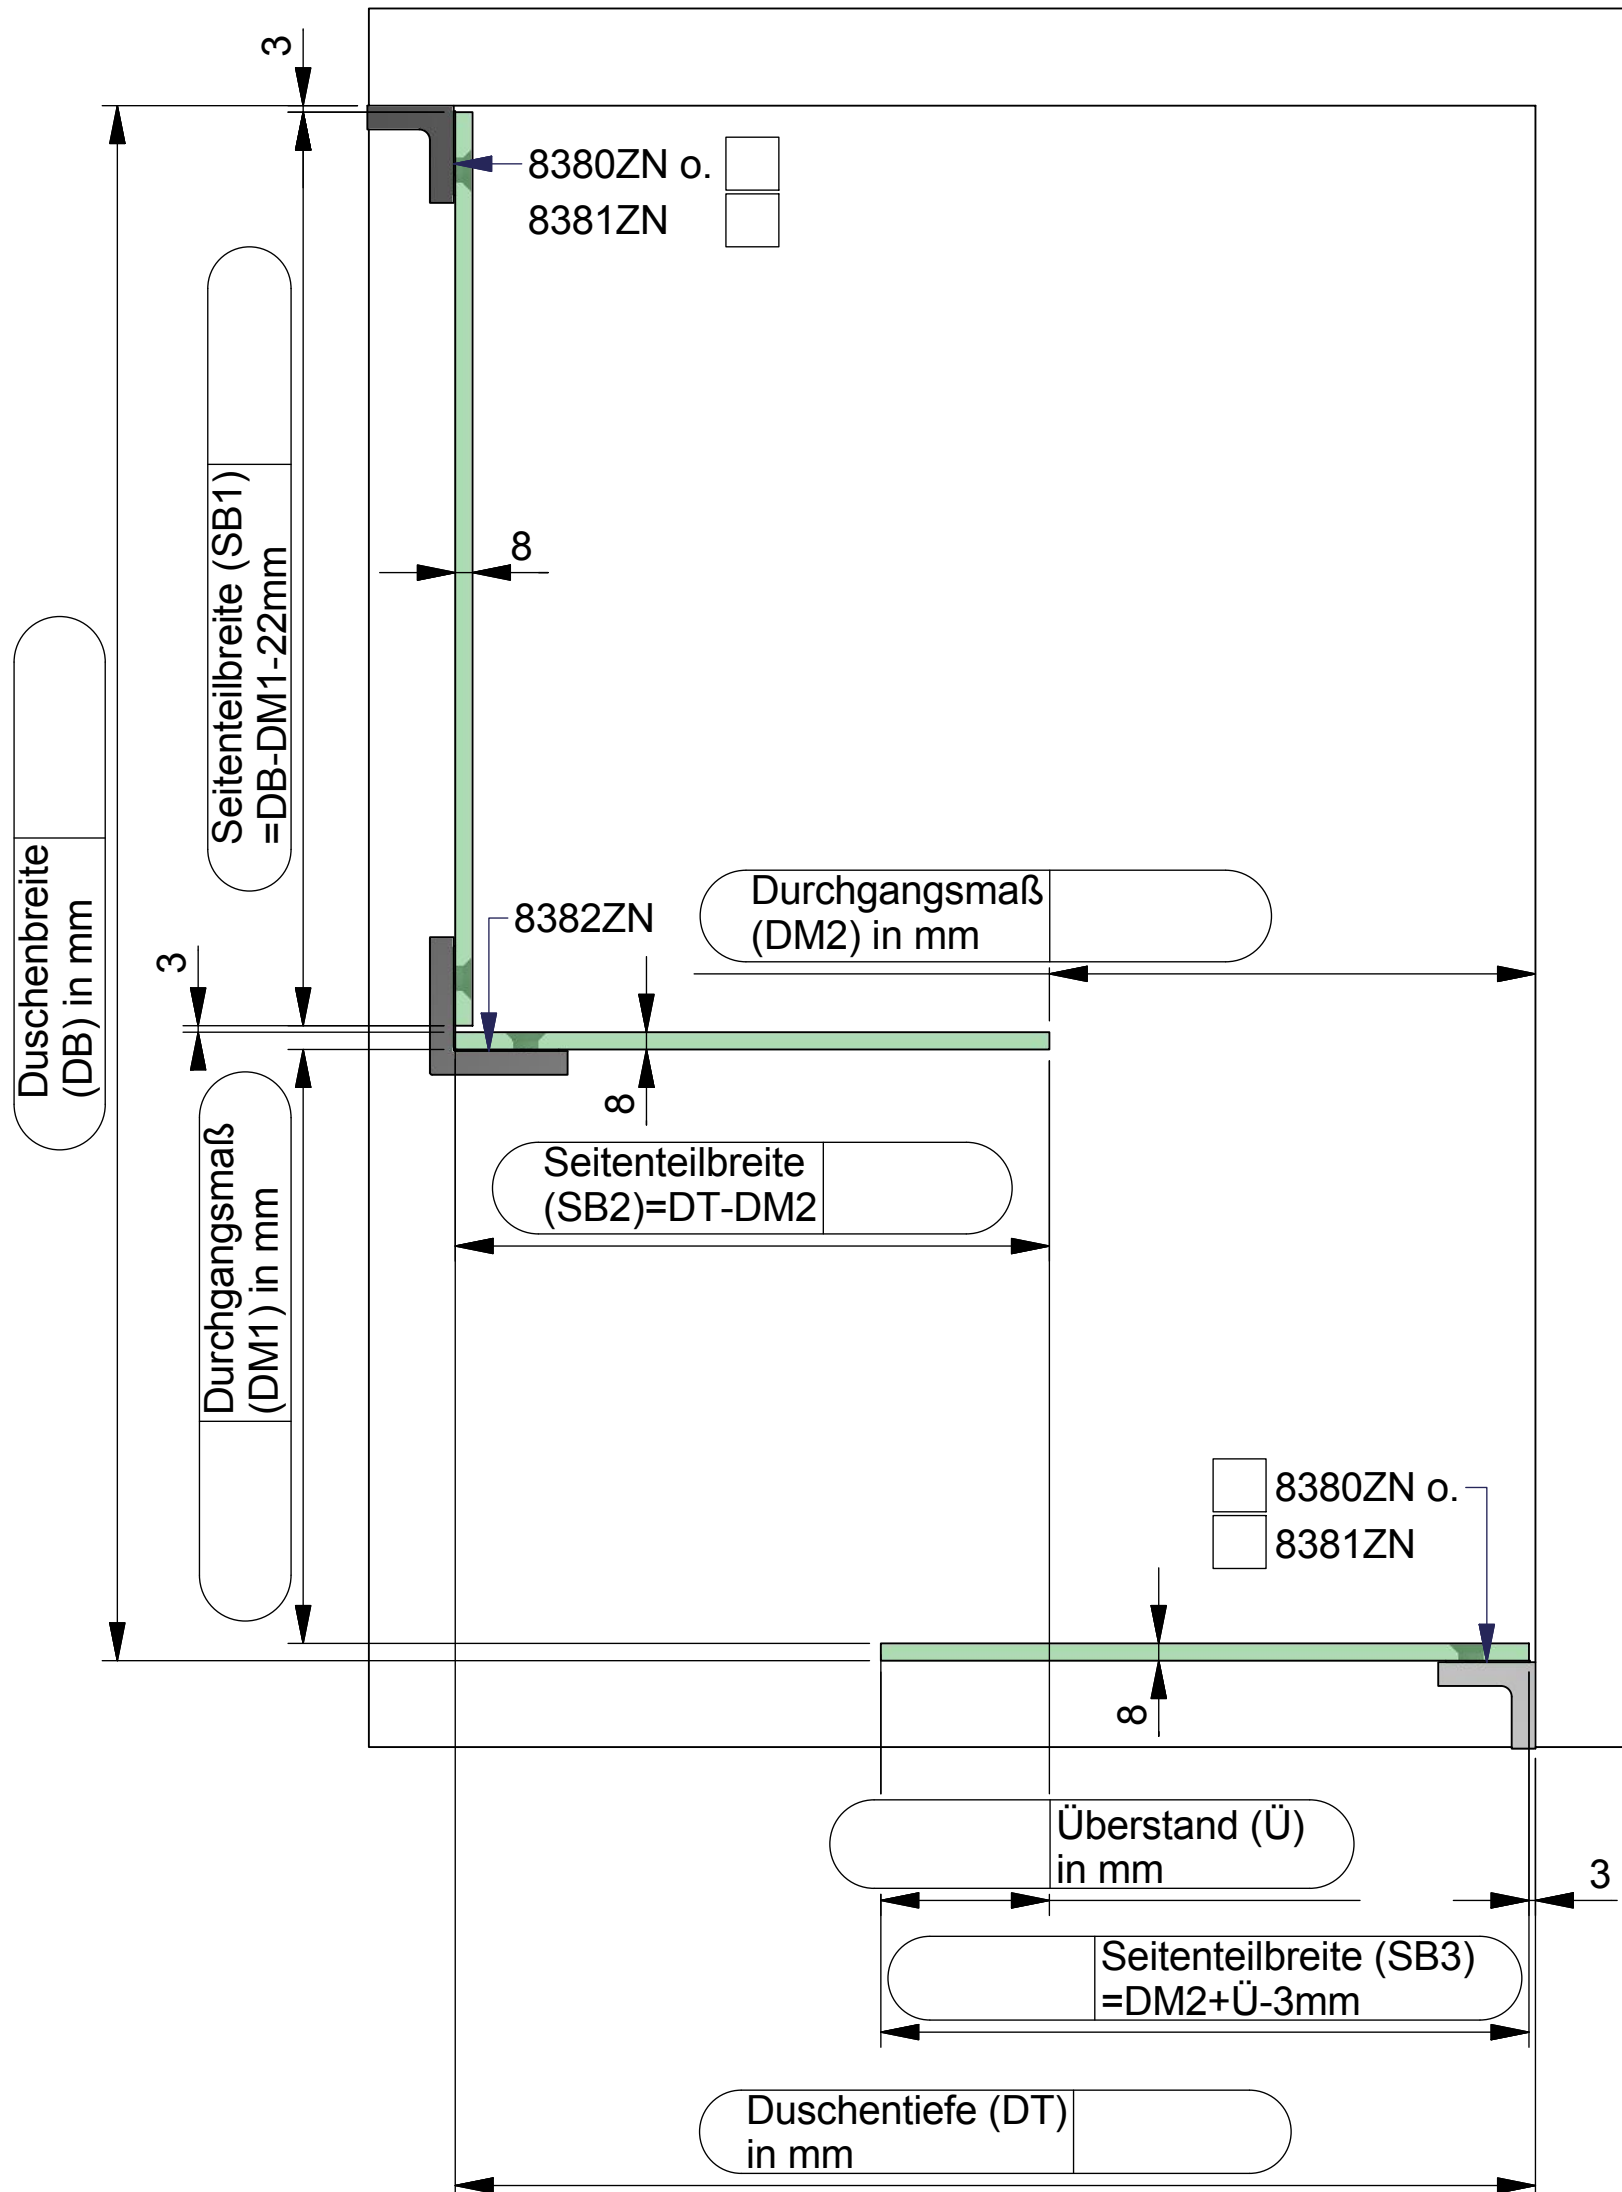 3
8380ZN o.
8381ZN
Seitenteilbreite (SB1)
=DB-DM1-22mm
8
Duschenbreite
(DB) in mm
Durchgangsmaß
(DM2) in mm
8382ZN
3
8
Seitenteilbreite
(SB2)=DT-DM2
Durchgangsmaß
(DM1) in mm
8380ZN o.
8381ZN
8
Überstand (Ü)
in mm
3
Seitenteilbreite (SB3)
=DM2+Ü-3mm
Duschentiefe (DT)
in mm